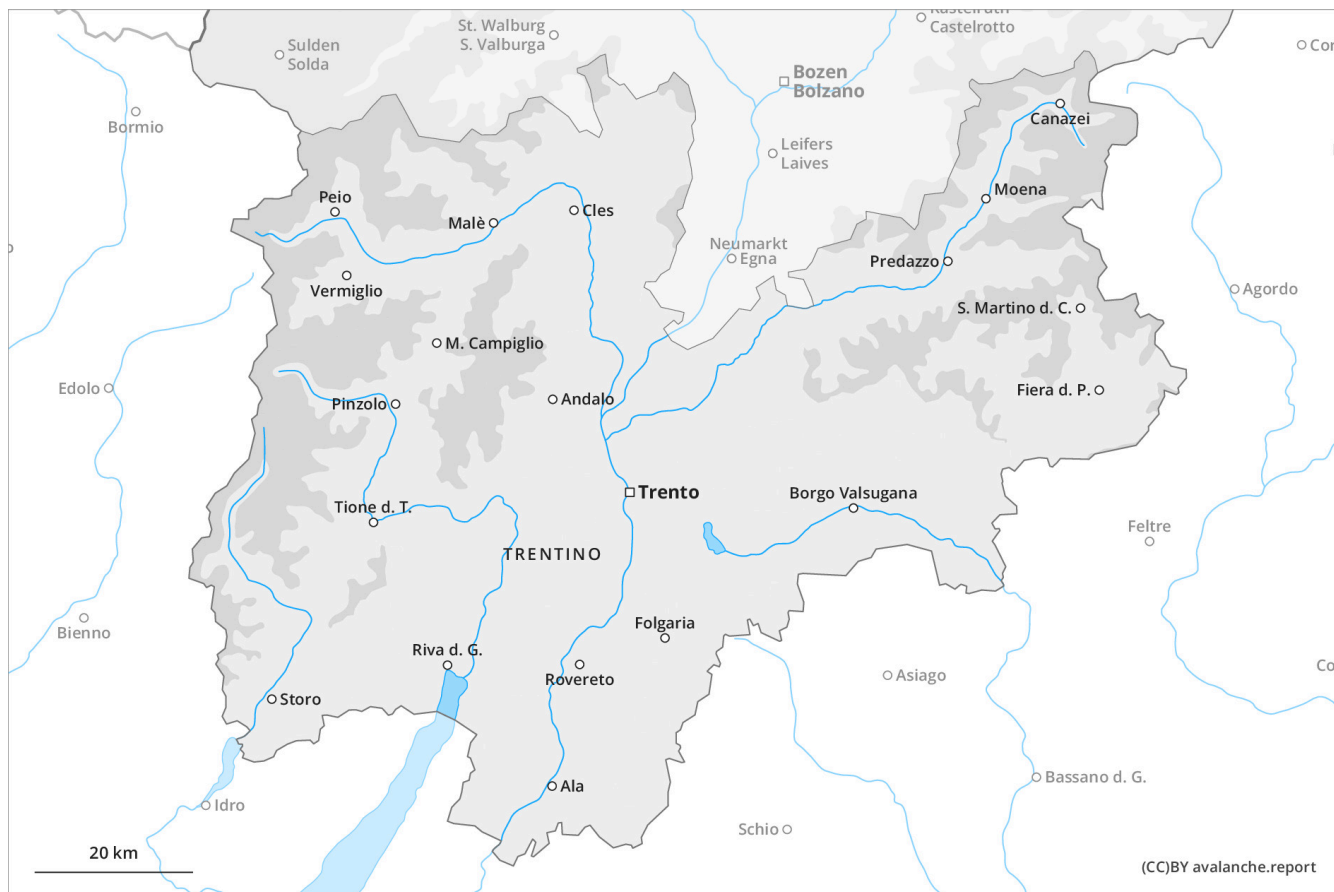 Kastelruth
Castelrotto
St. Walburg
S. Valburga
Sulden
Solda
Bozen
Bolzano
Bormio
Canazei
Leifers
Laives
Moena
Peio
Malè
Cles
Neumarkt
Egna
Predazzo
Vermiglio
Agordo
S. Martino d. C.
M. Campiglio
Edolo
Fiera d. P.
Pinzolo
Andalo
Trento
Borgo Valsugana
Tione d. T.
Feltre
TRENTINO
Bienno
Folgaria
Riva d. G.
Rovereto
Asiago
Storo
Ala
Bassano d. G.
Idro
Schio
20 km
(CC)BY avalanche.report